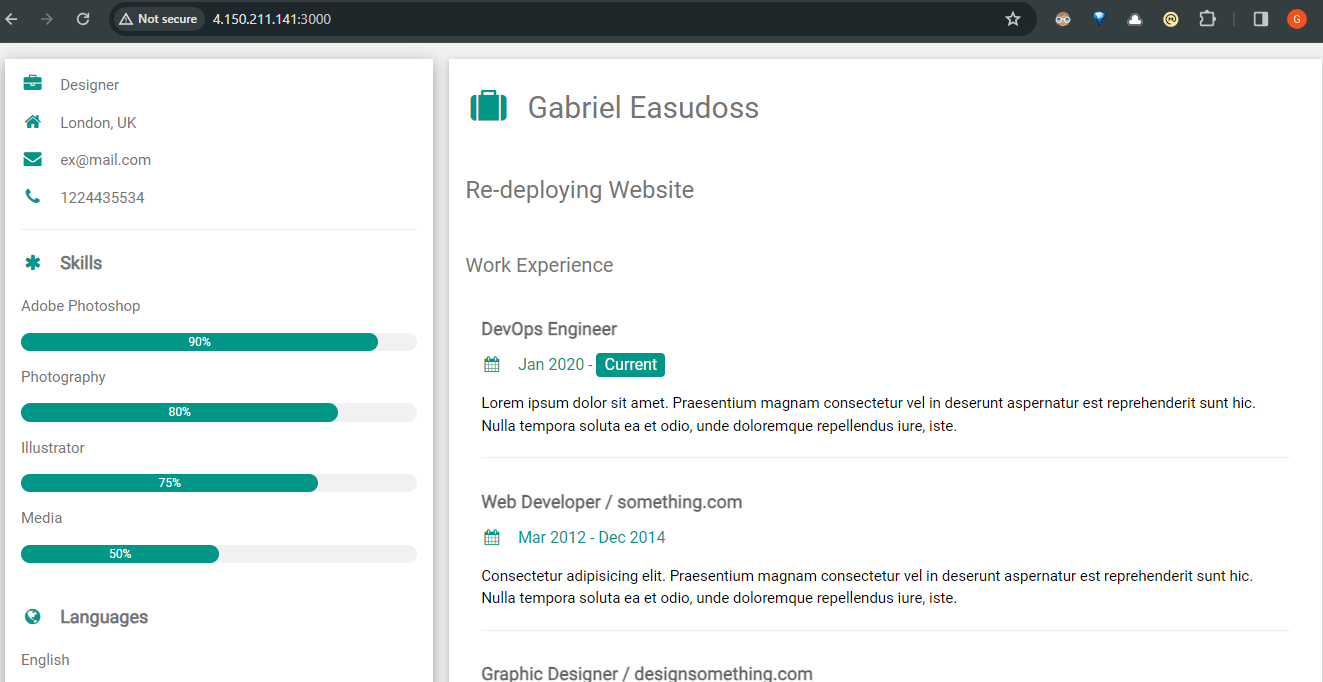 Not secure 4.150.211.141:3000
G
Designer
London, UK
ex@mail.com
1224435534
Skills
Adobe Photoshop
90%
Photography
80%
Illustrator
75%
Media
50%
Languages
English
Gabriel Easudoss
Re-deploying Website
Work Experience
DevOps Engineer
Jan 2020 - Current
Lorem ipsum dolor sit amet. Praesentium magnam consectetur vel in deserunt aspernatur est reprehenderit sunt hic.
Nulla tempora soluta ea et odio, unde doloremque repellendus iure, iste.
Web Developer / something.com
Mar 2012 - Dec 2014
Consectetur adipisicing elit. Praesentium magnam consectetur vel in deserunt aspernatur est reprehenderit sunt hic.
Nulla tempora soluta ea et odio, unde doloremque repellendus iure, iste.
Graphic Designer / designsomething.com